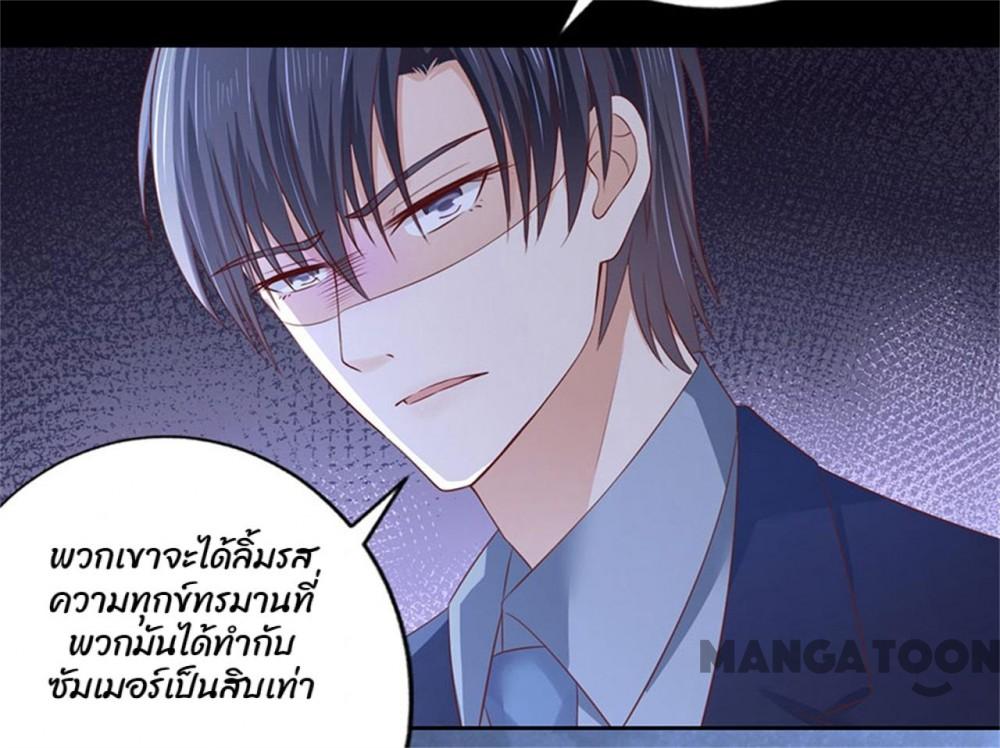 พวกเขาจะได้ลิ้มรส
ความทุกข์ทรมานที่
พวกมันได้ทำกับ
ซัมเมอร์เป็นสิบเท่า
MANGATOON